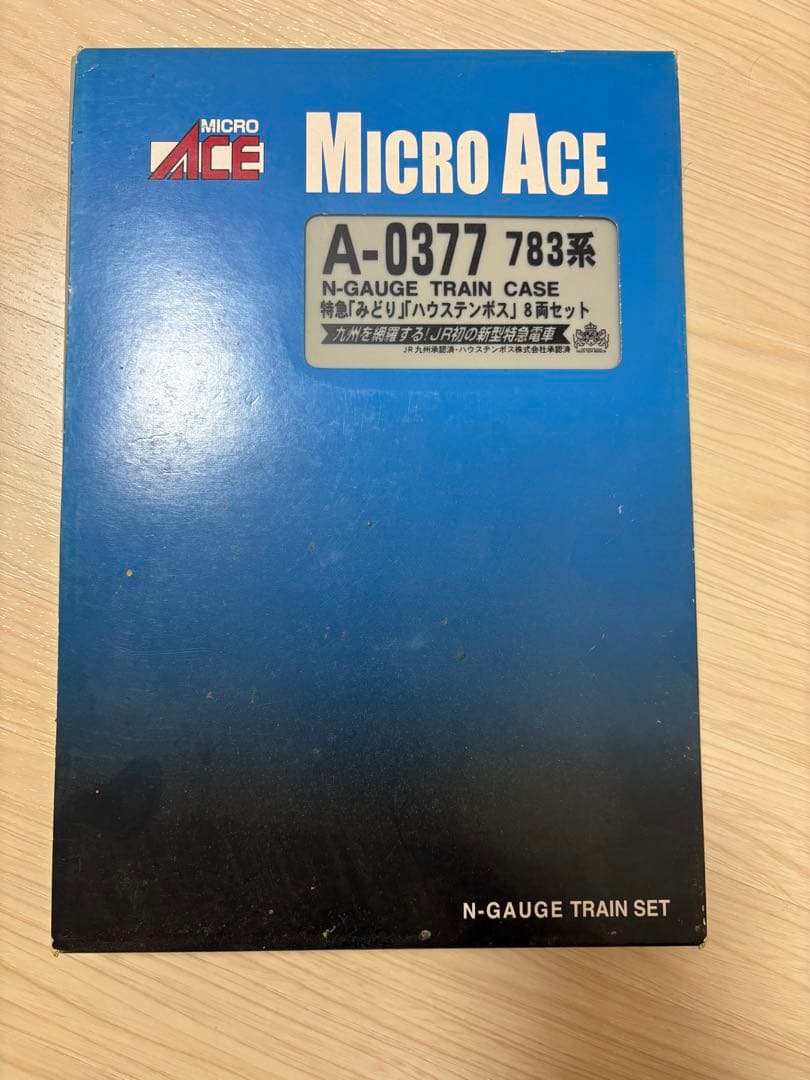 MICRO
ACE
MICRO ACE
A-0377 783系
N-GAUGE TRAIN CASE
特急「みどり」「ハウステンボス」8両セット
九州を網羅する!JR初の新型特急電車
JR九州承認済・ハウステンボス株式会社承認済
N-GAUGE TRAIN SET